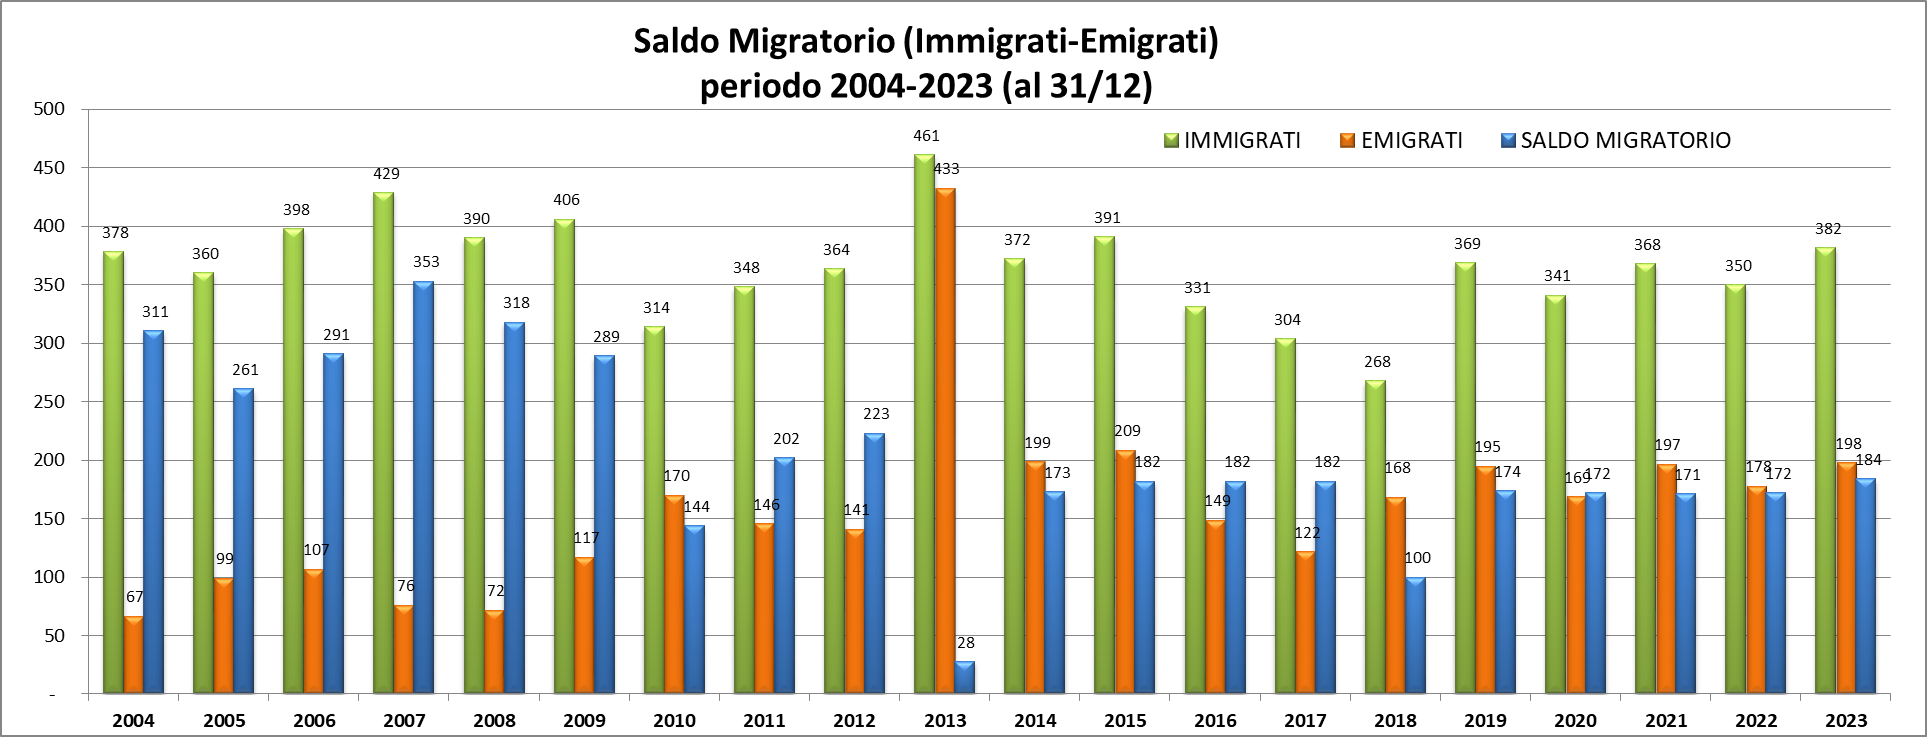 Saldo Migratorio (Immigrati-Emigrati)
periodo 2004-2023 (al 31/12)
IMMIGRATI EMIGRATI SALDO MIGRATORIO
500
450
400
350
300
250
200
150
100
50
-
378 67 311
360 99 261
398 107 291
429 76 353
390 72 318
406 117 289
314 170 144
348 146 202
364 141 223
461 433 28
372 199 173
391 209 182
331 149 182
304 122 182
268 168 100
369 195 174
341 169 172
368 197 171
350 178 172
382 198 184
2004 2005 2006 2007 2008 2009 2010 2011 2012 2013 2014 2015 2016 2017 2018 2019 2020 2021 2022 2023